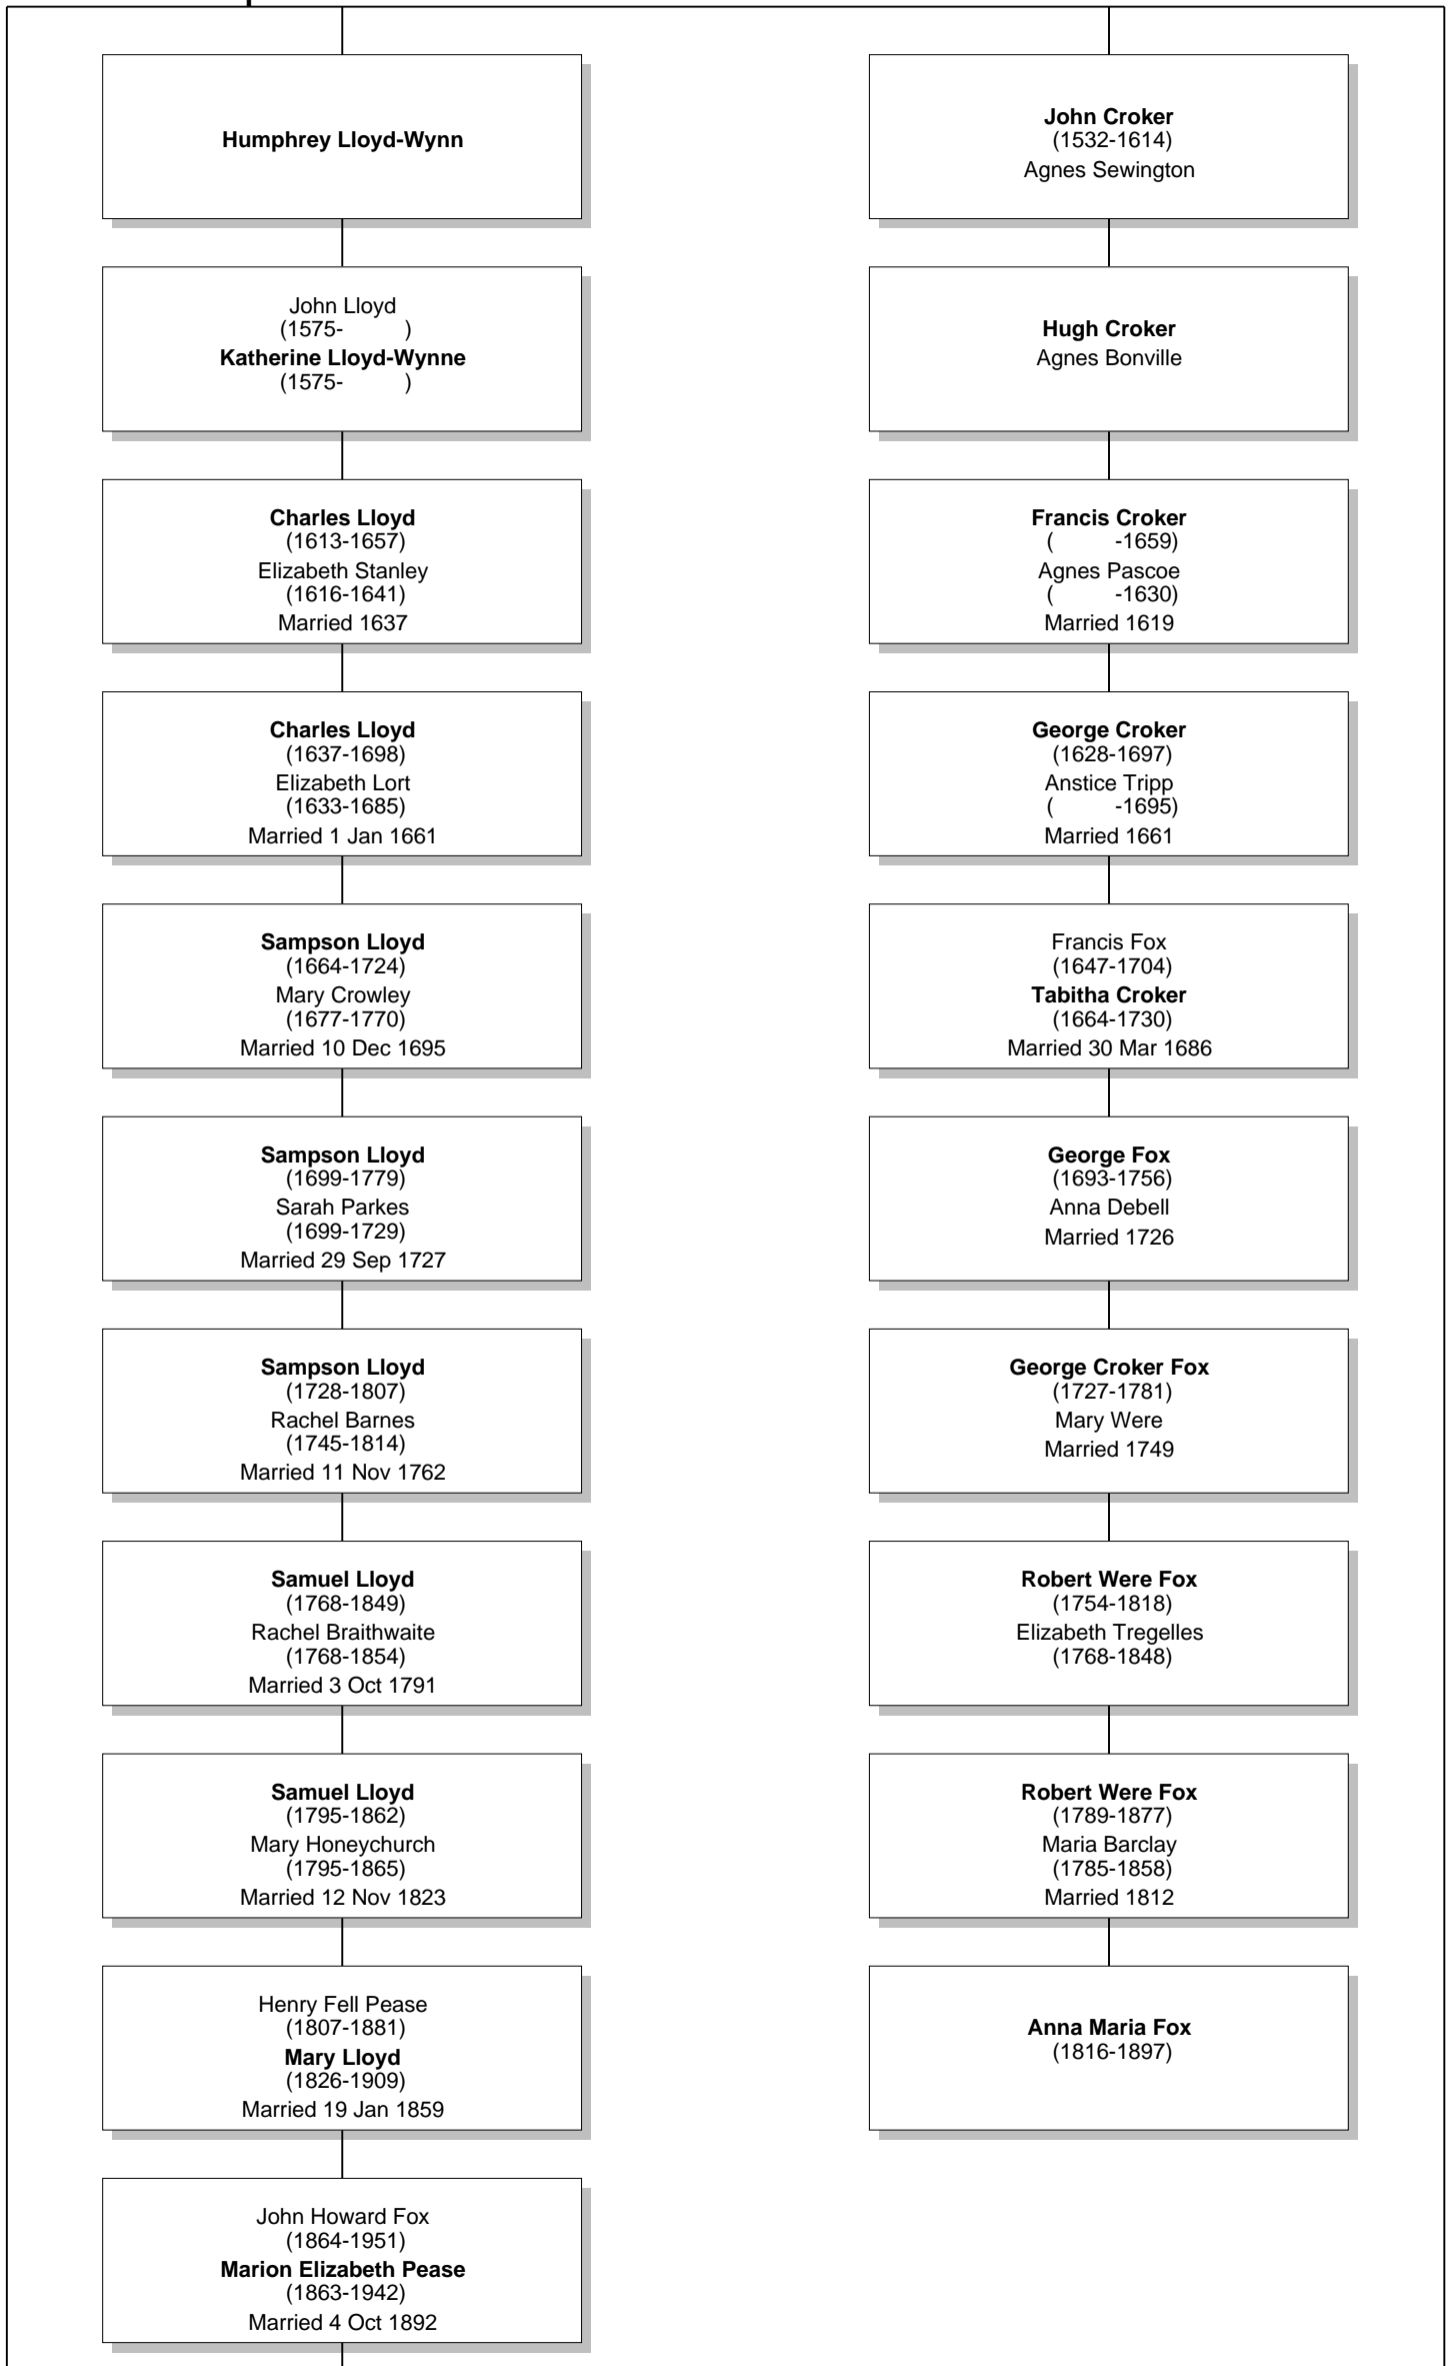 Humphrey Lloyd-Wynn
John Croker
(1532-1614)
Agnes Sewington
John Lloyd
(1575- )
Katherine Lloyd-Wynne
(1575- )
Hugh Croker
Agnes Bonville
Charles Lloyd
(1613-1657)
Elizabeth Stanley
(1616-1641)
Married 1637
Francis Croker
( -1659)
Agnes Pascoe
( -1630)
Married 1619
Charles Lloyd
(1637-1698)
Elizabeth Lort
(1633-1685)
Married 1 Jan 1661
George Croker
(1628-1697)
Anstice Tripp
( -1695)
Married 1661
Sampson Lloyd
(1664-1724)
Mary Crowley
(1677-1770)
Married 10 Dec 1695
Francis Fox
(1647-1704)
Tabitha Croker
(1664-1730)
Married 30 Mar 1686
Sampson Lloyd
(1699-1779)
Sarah Parkes
(1699-1729)
Married 29 Sep 1727
George Fox
(1693-1756)
Anna Debell
Married 1726
Sampson Lloyd
(1728-1807)
Rachel Barnes
(1745-1814)
Married 11 Nov 1762
George Croker Fox
(1727-1781)
Mary Were
Married 1749
Samuel Lloyd
(1768-1849)
Rachel Braithwaite
(1768-1854)
Married 3 Oct 1791
Robert Were Fox
(1754-1818)
Elizabeth Tregelles
(1768-1848)
Samuel Lloyd
(1795-1862)
Mary Honeychurch
(1795-1865)
Married 12 Nov 1823
Robert Were Fox
(1789-1877)
Maria Barclay
(1785-1858)
Married 1812
Henry Fell Pease
(1807-1881)
Mary Lloyd
(1826-1909)
Married 19 Jan 1859
Anna Maria Fox
(1816-1897)
John Howard Fox
(1864-1951)
Marion Elizabeth Pease
(1863-1942)
Married 4 Oct 1892